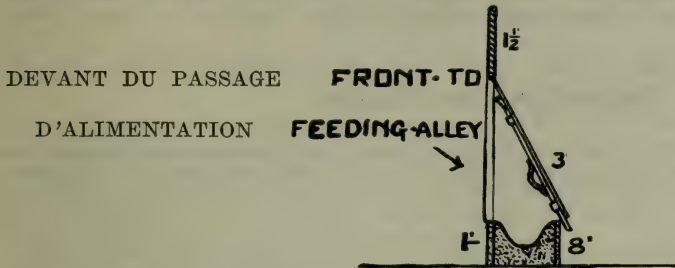 1½'
DEVANT DU PASSAGE
FRONT-TO
D'ALIMENTATION
FEEDING-ALLEY
3
1'-
8"